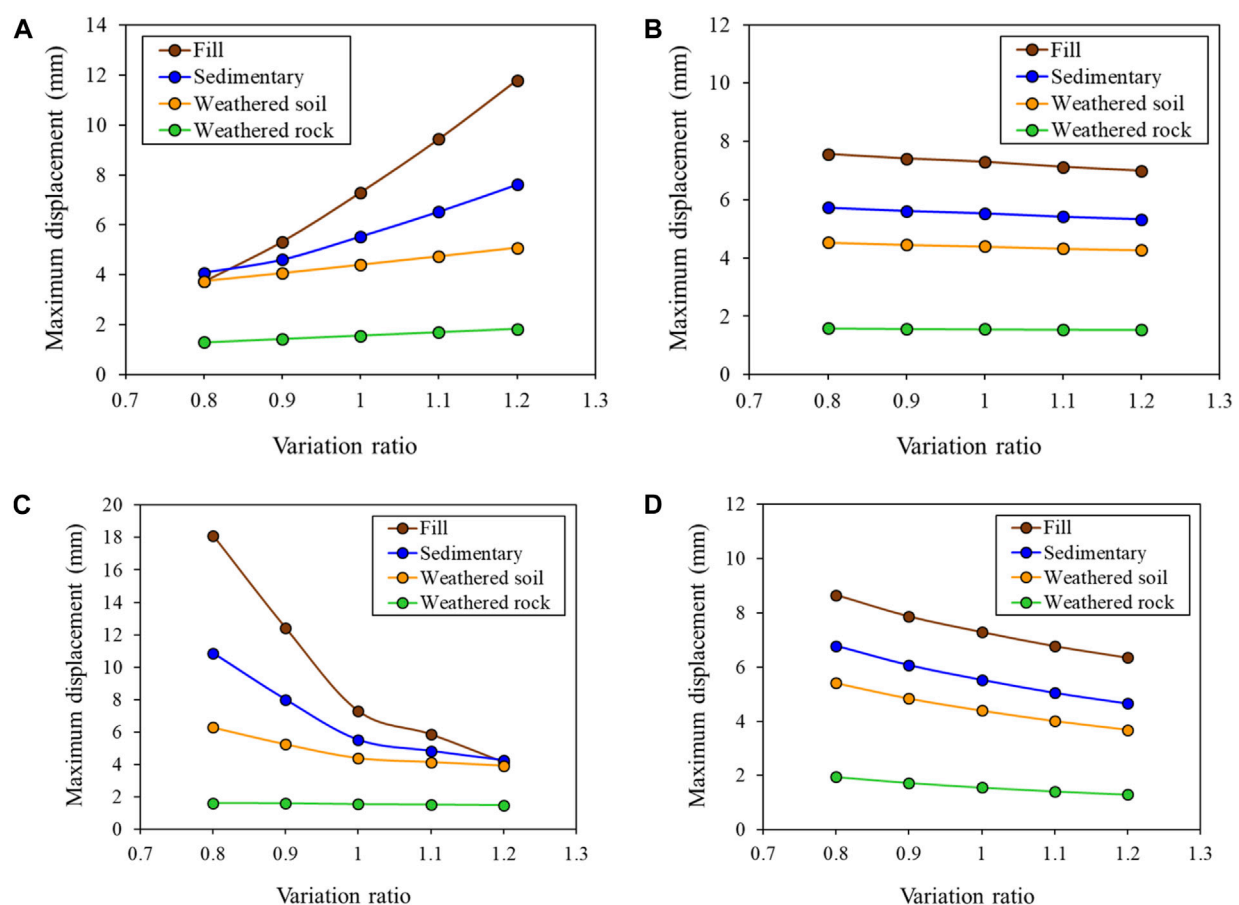 A
Maximum displacement (mm)
14
12
10
8
6
4
2
0
Fill
Sedimentary
Weathered soil
Weathered rock
0.7 0.8 0.9 1 1.1 1.2 1.3
Variation ratio
B
Maximum displacement (mm)
12
10
8
6
4
2
0
Fill
Sedimentary
Weathered soil
Weathered rock
0.7 0.8 0.9 1 1.1 1.2 1.3
Variation ratio
C
Maximum displacement (mm)
20
18
16
14
12
10
8
6
4
2
0
Fill
Sedimentary
Weathered soil
Weathered rock
0.7 0.8 0.9 1 1.1 1.2 1.3
Variation ratio
D
Maximum displacement (mm)
12
10
8
6
4
2
0
Fill
Sedimentary
Weathered soil
Weathered rock
0.7 0.8 0.9 1 1.1 1.2 1.3
Variation ratio